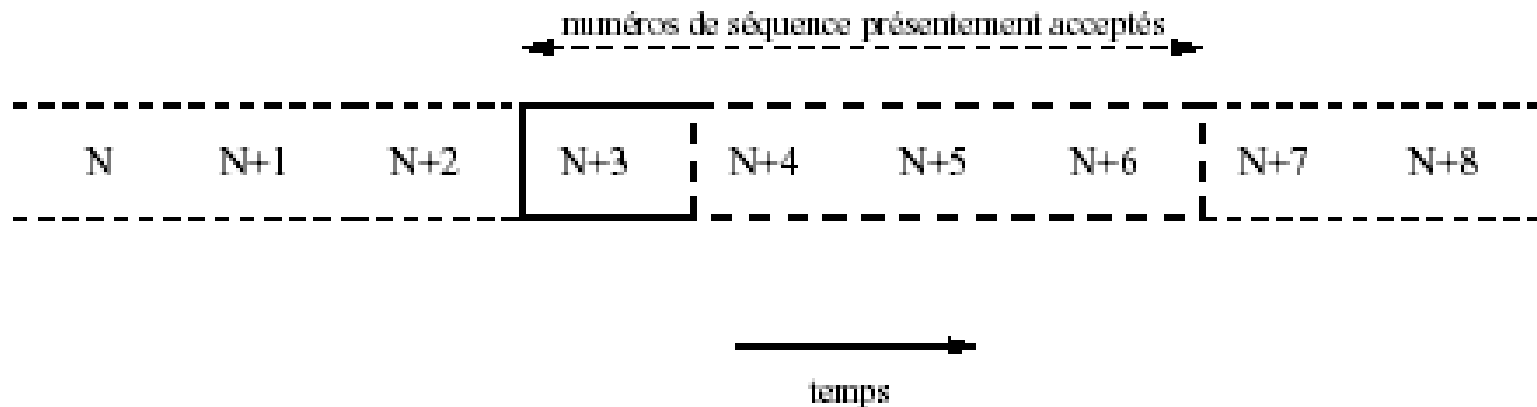 numéros de séquence présentement acceptés
N N+1 N+2 N+3 N+4 N+5 N+6 N+7 N+8
temps